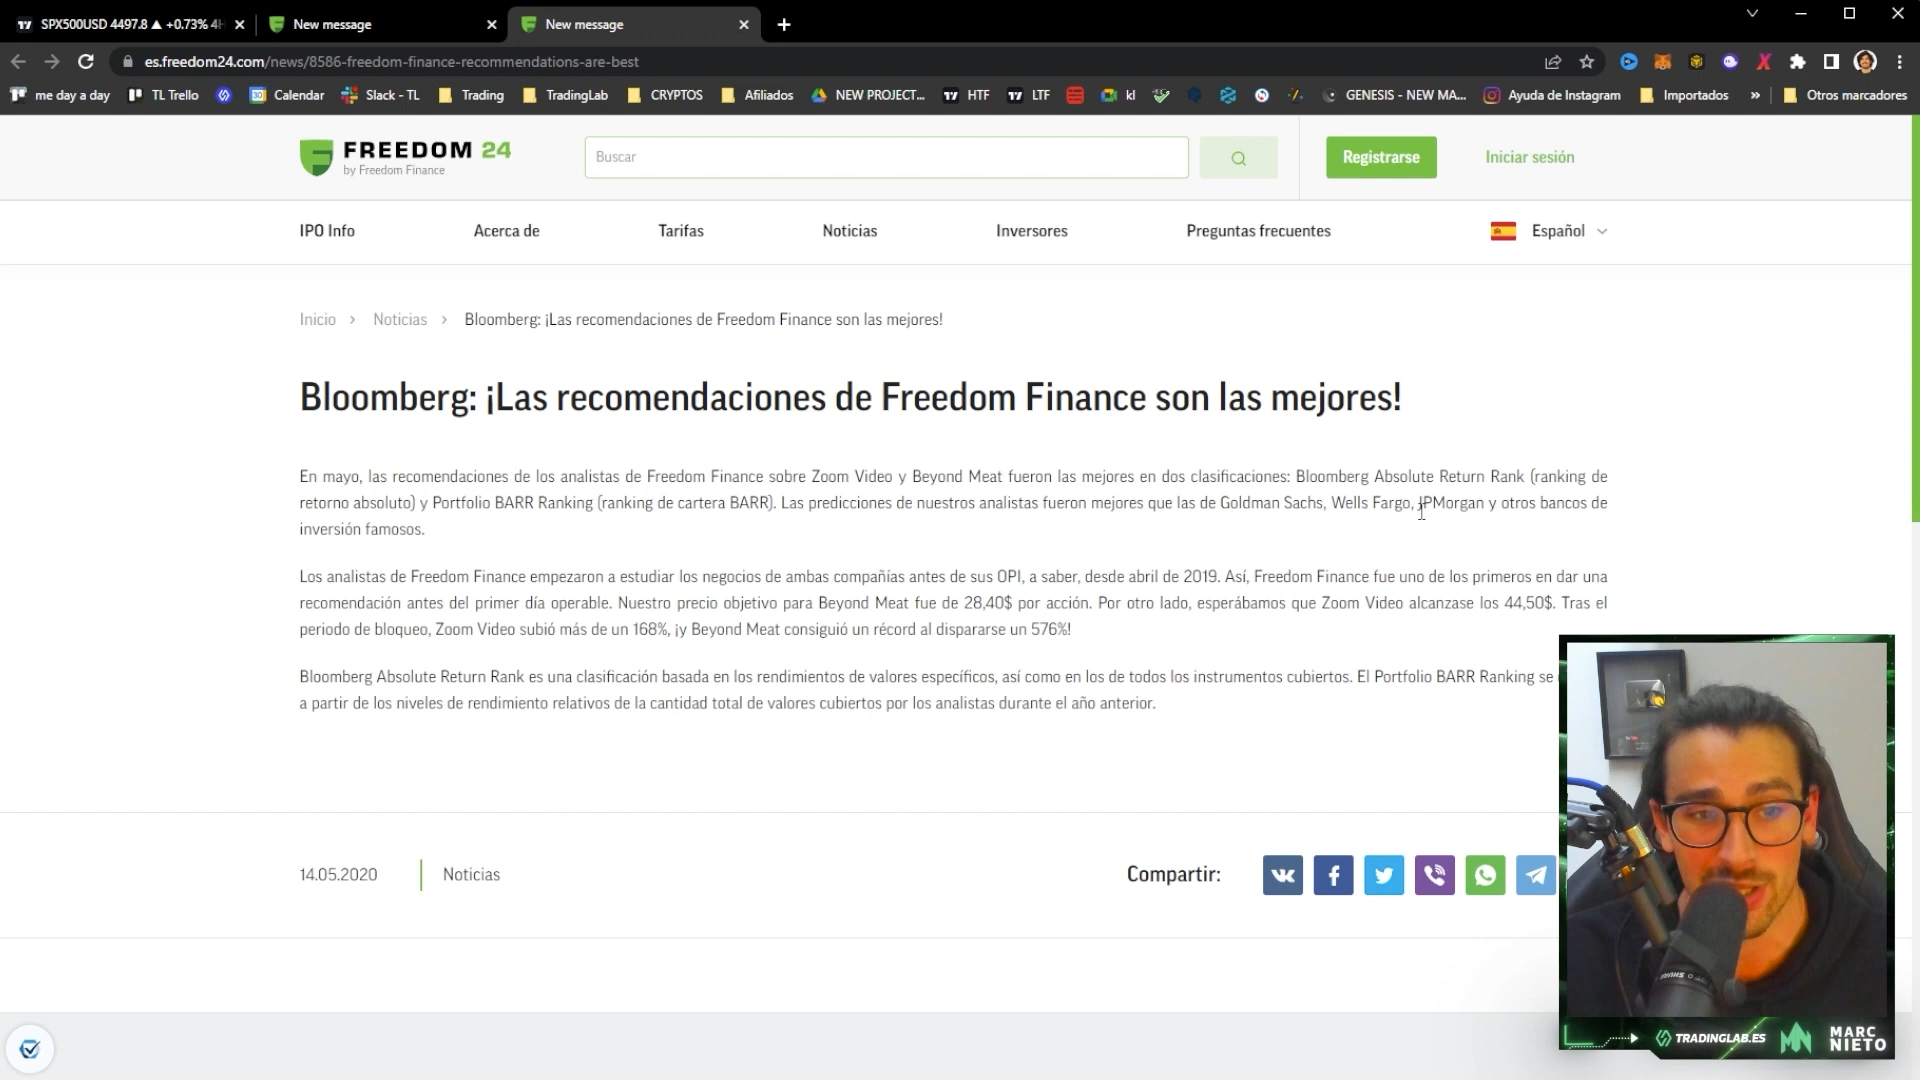 SPX500USD 4497.8 ▲ +0.73% 4H
New message
New message
es.freedom24.com/news/8586-freedom-finance-recommendations-are-best
me day a day
TL Trello
Calendar
Slack - TL
Trading
TradingLab
CRYPTOS
Afiliados
NEW PROJECT...
HTF
LTF
kl
GENESIS - NEW MA...
Ayuda de Instagram
Importados
»
Otros marcadores
FREEDOM 24
by Freedom Finance
Buscar
Registrarse
Iniciar sesión
IPO Info
Acerca de
Tarifas
Noticias
Inversores
Preguntas frecuentes
Español
Inicio > Noticias > Bloomberg: ¡Las recomendaciones de Freedom Finance son las mejores!
Bloomberg: ¡Las recomendaciones de Freedom Finance son las mejores!
En mayo, las recomendaciones de los analistas de Freedom Finance sobre Zoom Video y Beyond Meat fueron las mejores en dos clasificaciones: Bloomberg Absolute Return Rank (ranking de
retorno absoluto) y Portfolio BARR Ranking (ranking de cartera BARR). Las predicciones de nuestros analistas fueron mejores que las de Goldman Sachs, Wells Fargo, JPMorgan y otros bancos de
inversión famosos.
Los analistas de Freedom Finance empezaron a estudiar los negocios de ambas compañías antes de sus OPI, a saber, desde abril de 2019. Así, Freedom Finance fue uno de los primeros en dar una
recomendación antes del primer día operable. Nuestro precio objetivo para Beyond Meat fue de 28,40$ por acción. Por otro lado, esperábamos que Zoom Video alcanzase los 44,50$. Tras el
periodo de bloqueo, Zoom Video subió más de un 168%, ¡y Beyond Meat consiguió un récord al dispararse un 576%!
Bloomberg Absolute Return Rank es una clasificación basada en los rendimientos de valores específicos, así como en los de todos los instrumentos cubiertos. El Portfolio BARR Ranking se
a partir de los niveles de rendimiento relativos de la cantidad total de valores cubiertos por los analistas durante el año anterior.
14.05.2020
Noticias
Compartir:
TRADINGLAB.ES
MARC
NIETO